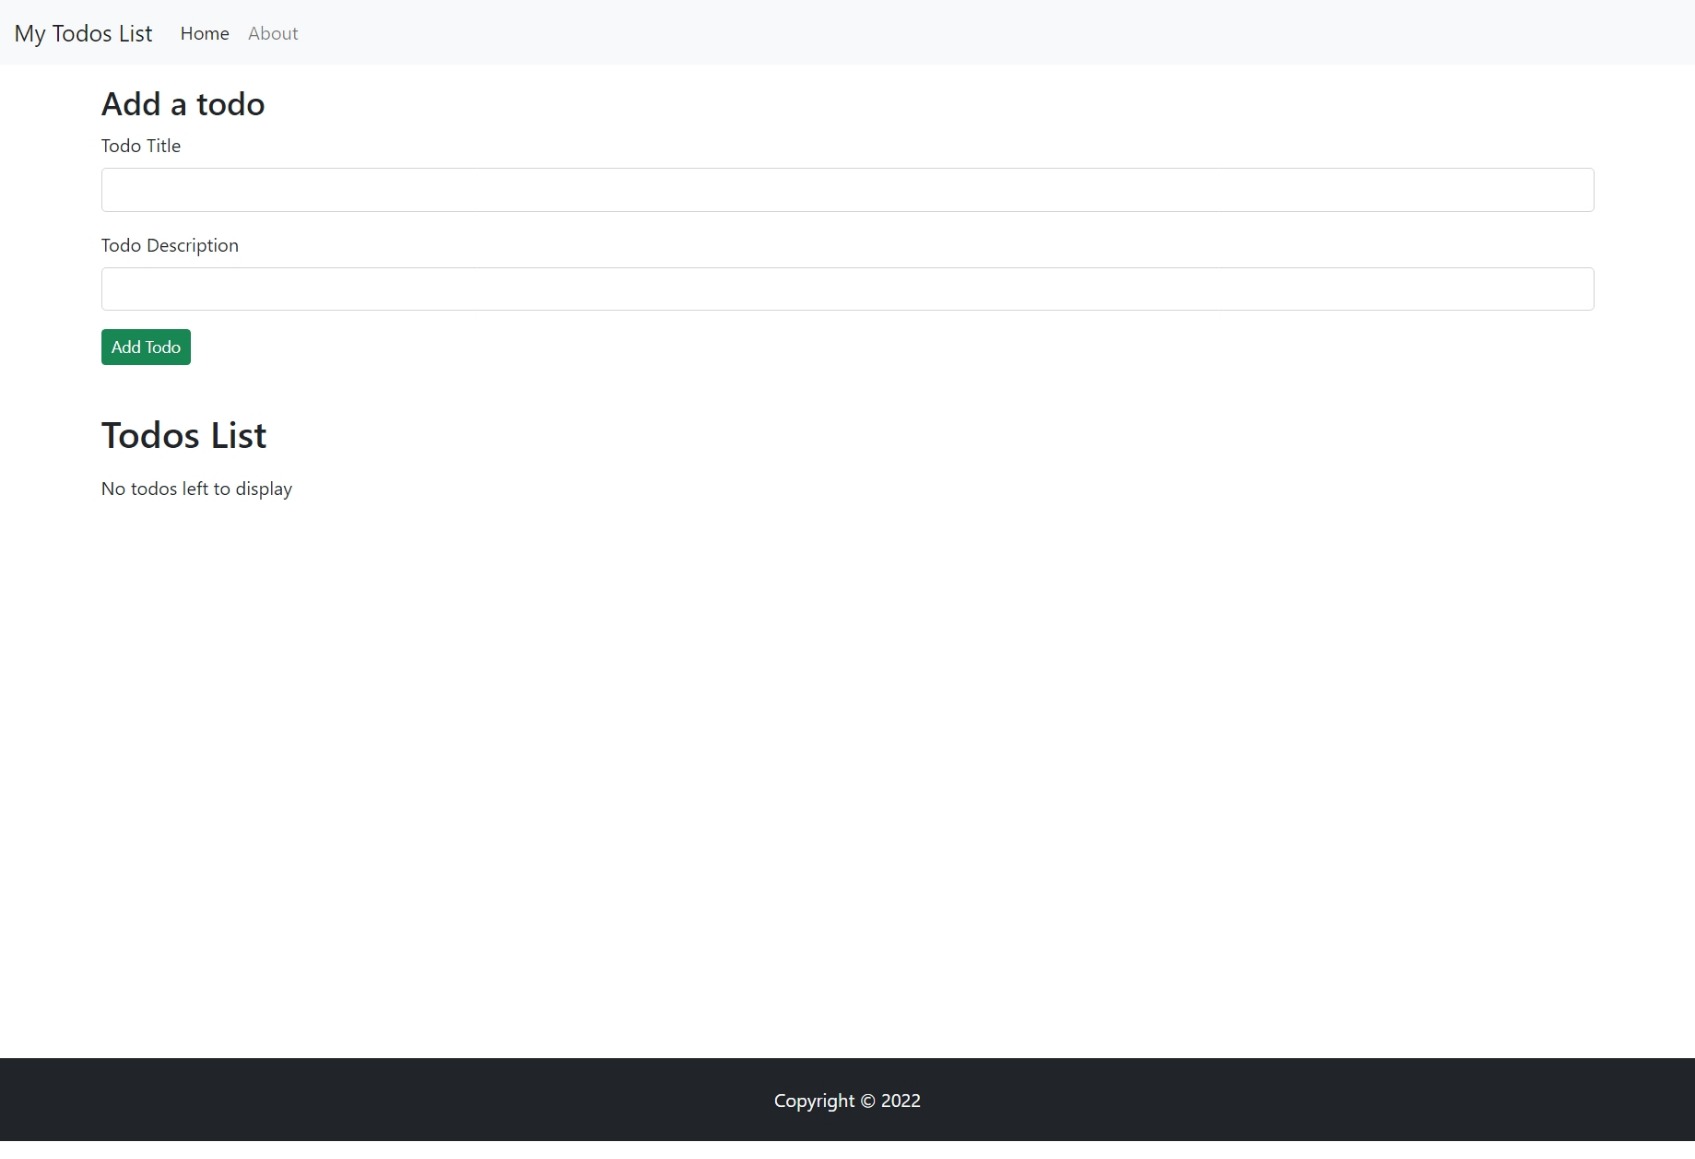 My Todos List Home About
Add a todo
Todo Title
Todo Description
Add Todo
Todos List
No todos left to display
Copyright © 2022